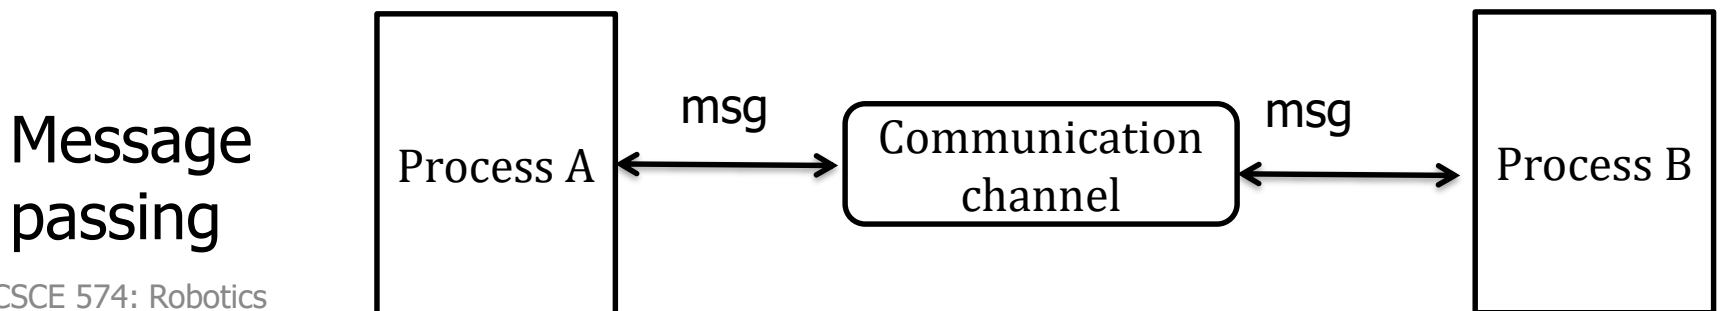 Message
passing
CSCE 574: Robotics
Process A
msg
Communication
channel
msg
Process B